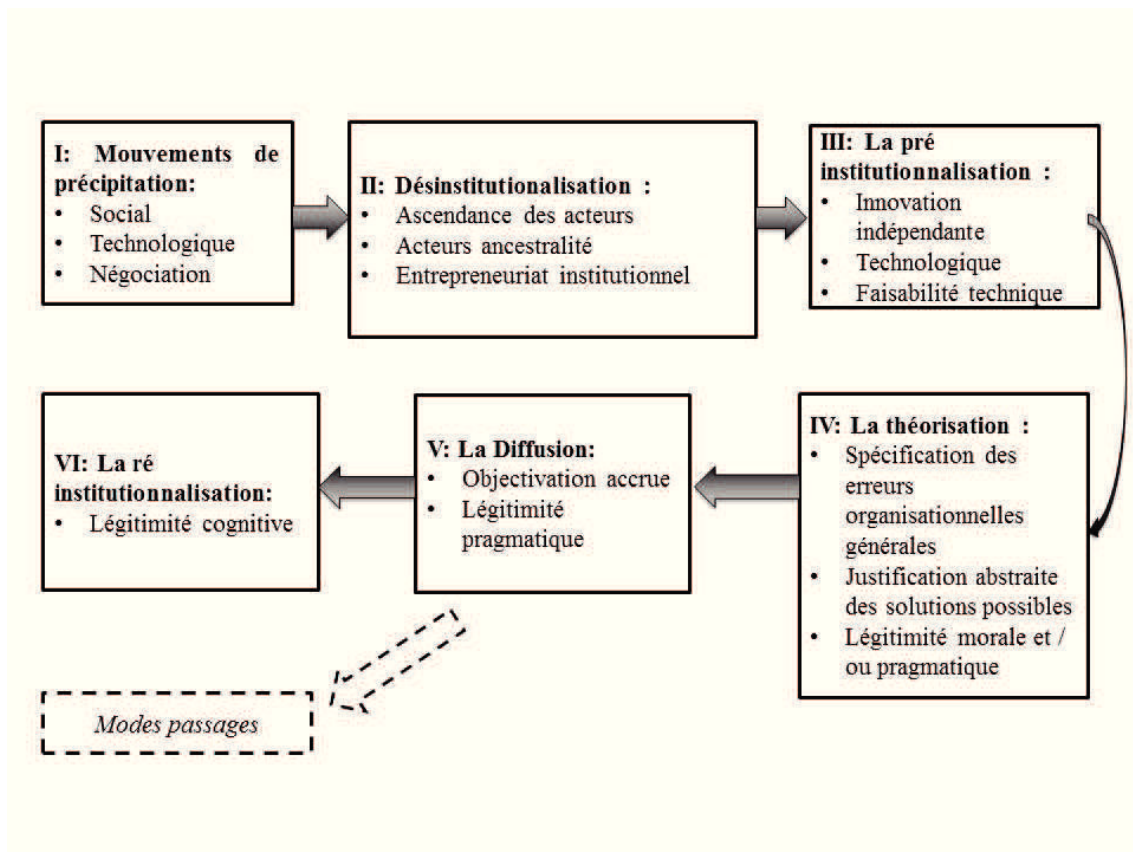 I: Mouvements de
précipitation:
• Social
• Technologique
• Négociation
II: Désinstitutionalisation :
• Ascendance des acteurs
• Acteurs ancestralité
• Entrepreneuriat institutionnel
III: La pré
institutionnalisation :
• Innovation
indépendante
• Technologique
• Faisabilité technique
IV: La théorisation :
• Spécification des
erreurs
organisationnelles
générales
• Justification abstraite
des solutions possibles
• Légitimité morale et /
ou pragmatique
V: La Diffusion:
• Objectivation accrue
• Légitimité
pragmatique
VI: La ré
institutionnalisation:
• Légitimité cognitive
Modes passages